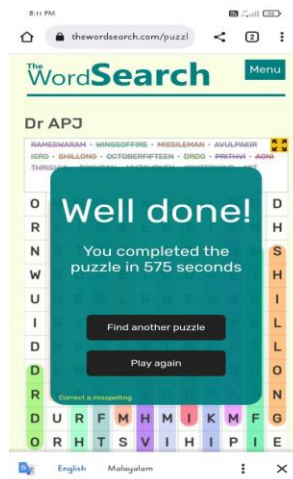 8:11 PM
thewordsearch.com/puzzl
2
The WordSearch
Menu
Dr APJ
RAMESWARAM · WINGSOFFIRE · MISSILEMAN · AVULPAKIR
ISRO · SHILLONG · OCTOBERFIFTEEN · DRDO · PRITHVI · AGNI
O D
R H
N S
W H
U I
I L
D L
D O
R N
Well done!
You completed the
puzzle in 575 seconds
Find another puzzle
Play again
Correct a misspelling
D U R F M H M I K M F G
O R H T S V I H I P I E
English Malayalam